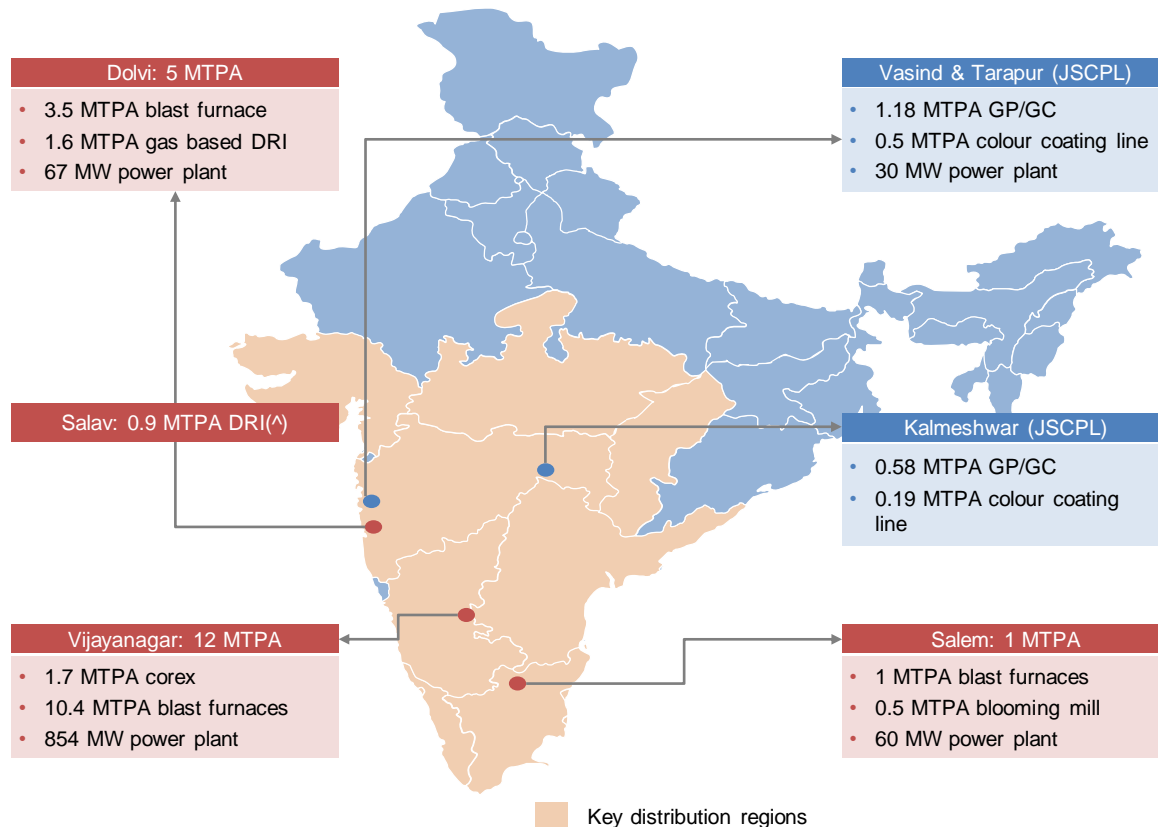 Dolvi: 5 MTPA
• 3.5 MTPA blast furnace
• 1.6 MTPA gas based DRI
• 67 MW power plant
Vasind & Tarapur (JSCPL)
• 1.18 MTPA GP/GC
• 0.5 MTPA colour coating line
• 30 MW power plant
Salav: 0.9 MTPA DRI(^)
Kalmeshwar (JSCPL)
• 0.58 MTPA GP/GC
• 0.19 MTPA colour coating
line
Vijayanagar: 12 MTPA
• 1.7 MTPA corex
• 10.4 MTPA blast furnaces
• 854 MW power plant
Salem: 1 MTPA
• 1 MTPA blast furnaces
• 0.5 MTPA blooming mill
• 60 MW power plant
Key distribution regions